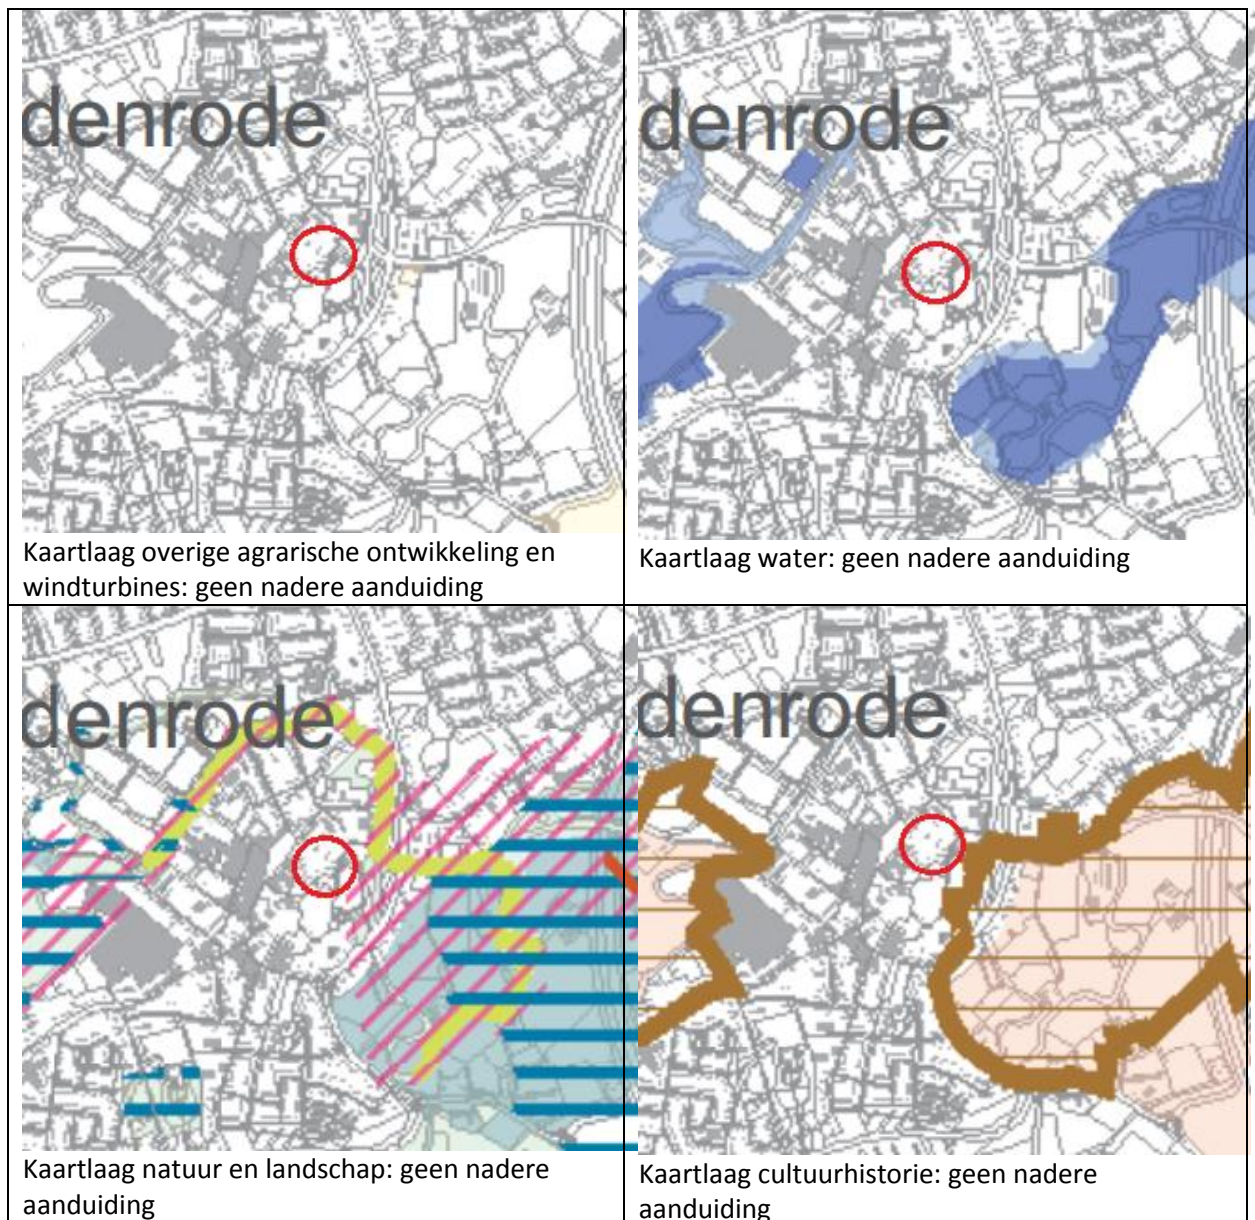 denrode
Kaartlaag overige agrarische ontwikkeling en
windturbines: geen nadere aanduiding
denrode
Kaartlaag water: geen nadere aanduiding
denrode
Kaartlaag natuur en landschap: geen nadere
aanduiding
denrode
Kaartlaag cultuurhistorie: geen nadere
aanduiding